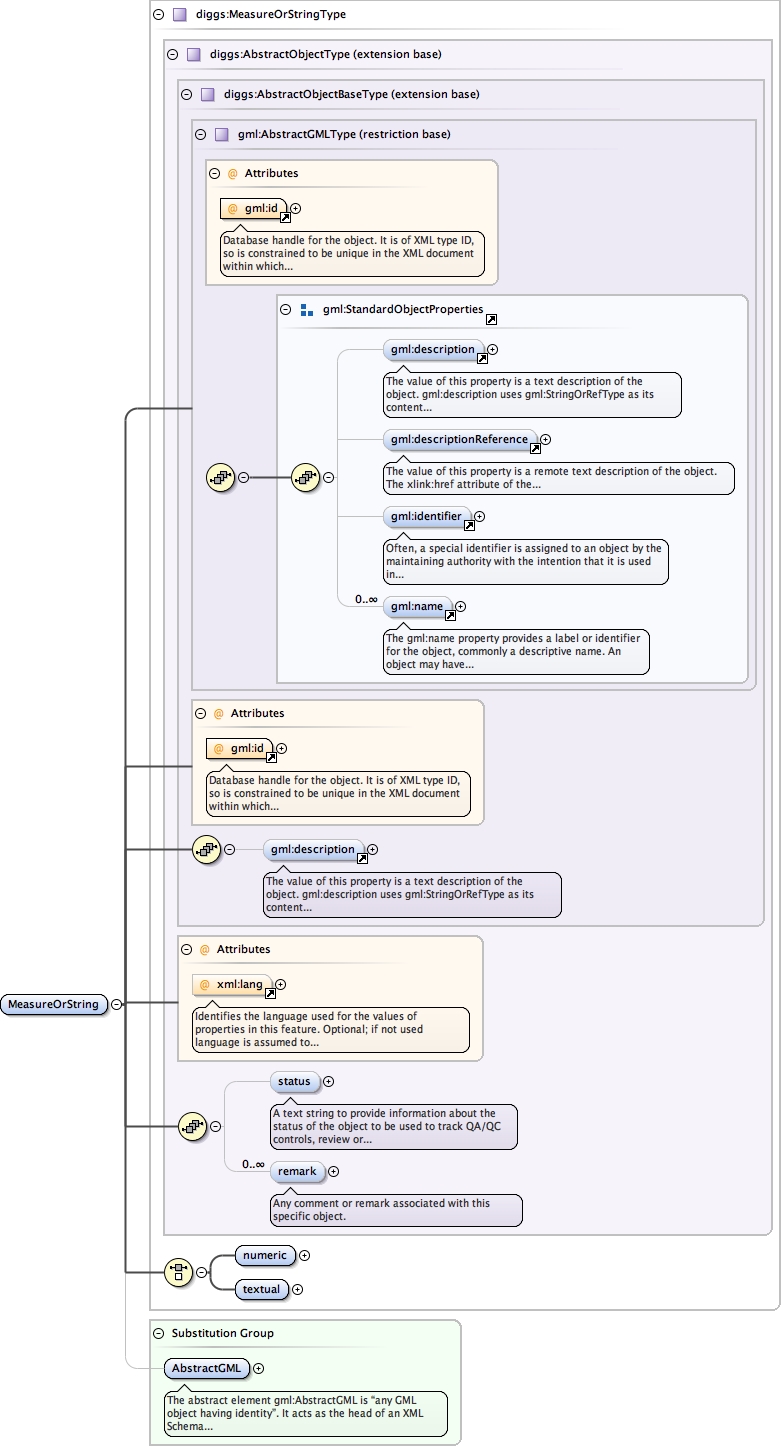 diggs:MeasureOrStringType
diggs:AbstractObjectType (extension base)
diggs:AbstractObjectBaseType (extension base)
gml:AbstractGMLType (restriction base)
@ Attributes
@ gml:id
Database handle for the object. It is of XML type ID,
so is constrained to be unique in the XML document
within which...
gml:StandardObjectProperties
gml:description
The value of this property is a text description of the
object. gml:description uses gml:StringOrRefType as its
content...
gml:descriptionReference
The value of this property is a remote text description of the object.
The xlink:href attribute of the...
gml:identifier
Often, a special identifier is assigned to an object by the
maintaining authority with the intention that it is used
in...
0..∞
gml:name
The gml:name property provides a label or identifier
for the object, commonly a descriptive name. An
object may have...
@ Attributes
@ gml:id
Database handle for the object. It is of XML type ID,
so is constrained to be unique in the XML document
within which...
gml:description
The value of this property is a text description of the
object. gml:description uses gml:StringOrRefType as its
content...
@ Attributes
@ xml:lang
Identifies the language used for the values of
properties in this feature. Optional; if not used
language is assumed to...
MeasureOrString
status
A text string to provide information about the
status of the object to be used to track QA/QC
controls, review or...
0..∞
remark
Any comment or remark associated with this
specific object.
numeric
textual
Substitution Group
AbstractGML
The abstract element gml:AbstractGML is “any GML
object having identity”. It acts as the head of an XML
Schema...